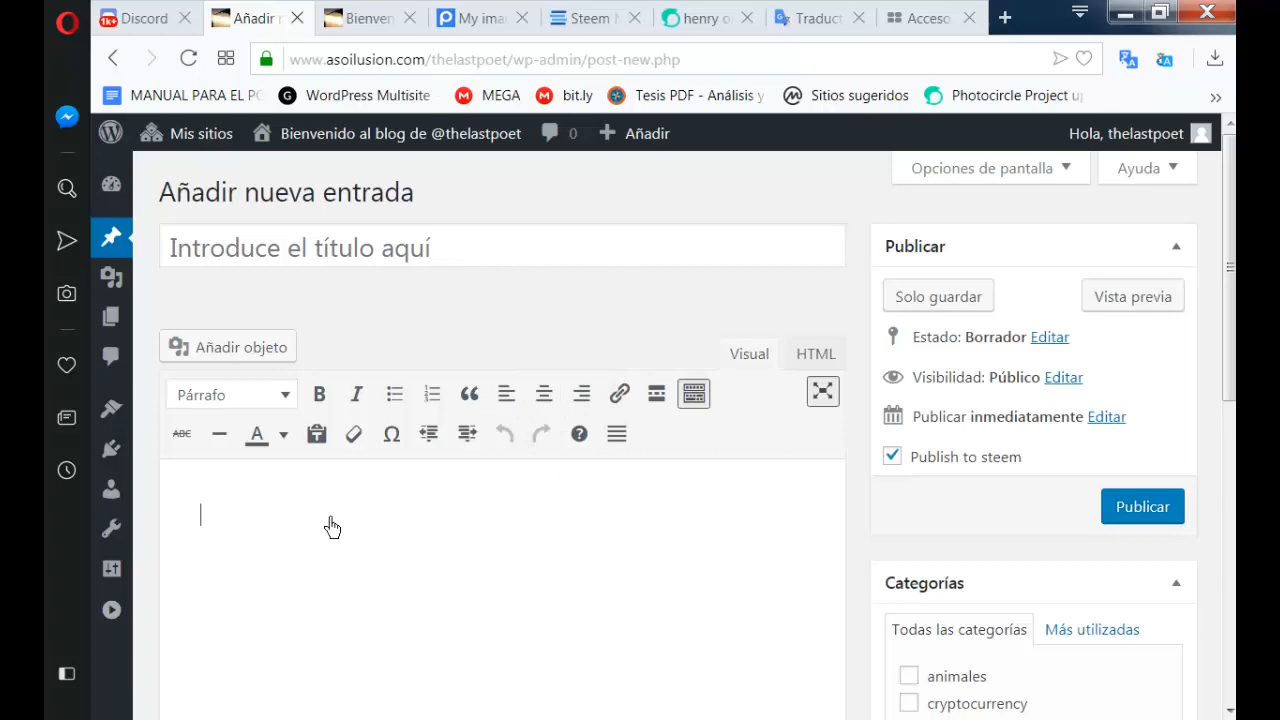 Discord
Añadir
Bienven
My ima
Steem
henry o
Traduct
Acceso
www.asoilusion.com/thelastpoet/wp-admin/post-new.php
MANUAL PARA EL P
WordPress Multisite
MEGA
bit.ly
Tesis PDF - Análisis y
Sitios sugeridos
Photocircle Project up
Mis sitios
Bienvenido al blog de @thelastpoet
0
Añadir
Hola, thelastpoet
Opciones de pantalla
Ayuda
Añadir nueva entrada
Introduce el título aquí
Añadir objeto
Visual
HTML
Párrafo
B
I
ABC
A
Ω
Publicar
Solo guardar
Vista previa
Estado: Borrador Editar
Visibilidad: Público Editar
Publicar inmediatamente Editar
Publish to steem
Publicar
Categorías
Todas las categorías
Más utilizadas
animales
cryptocurrency